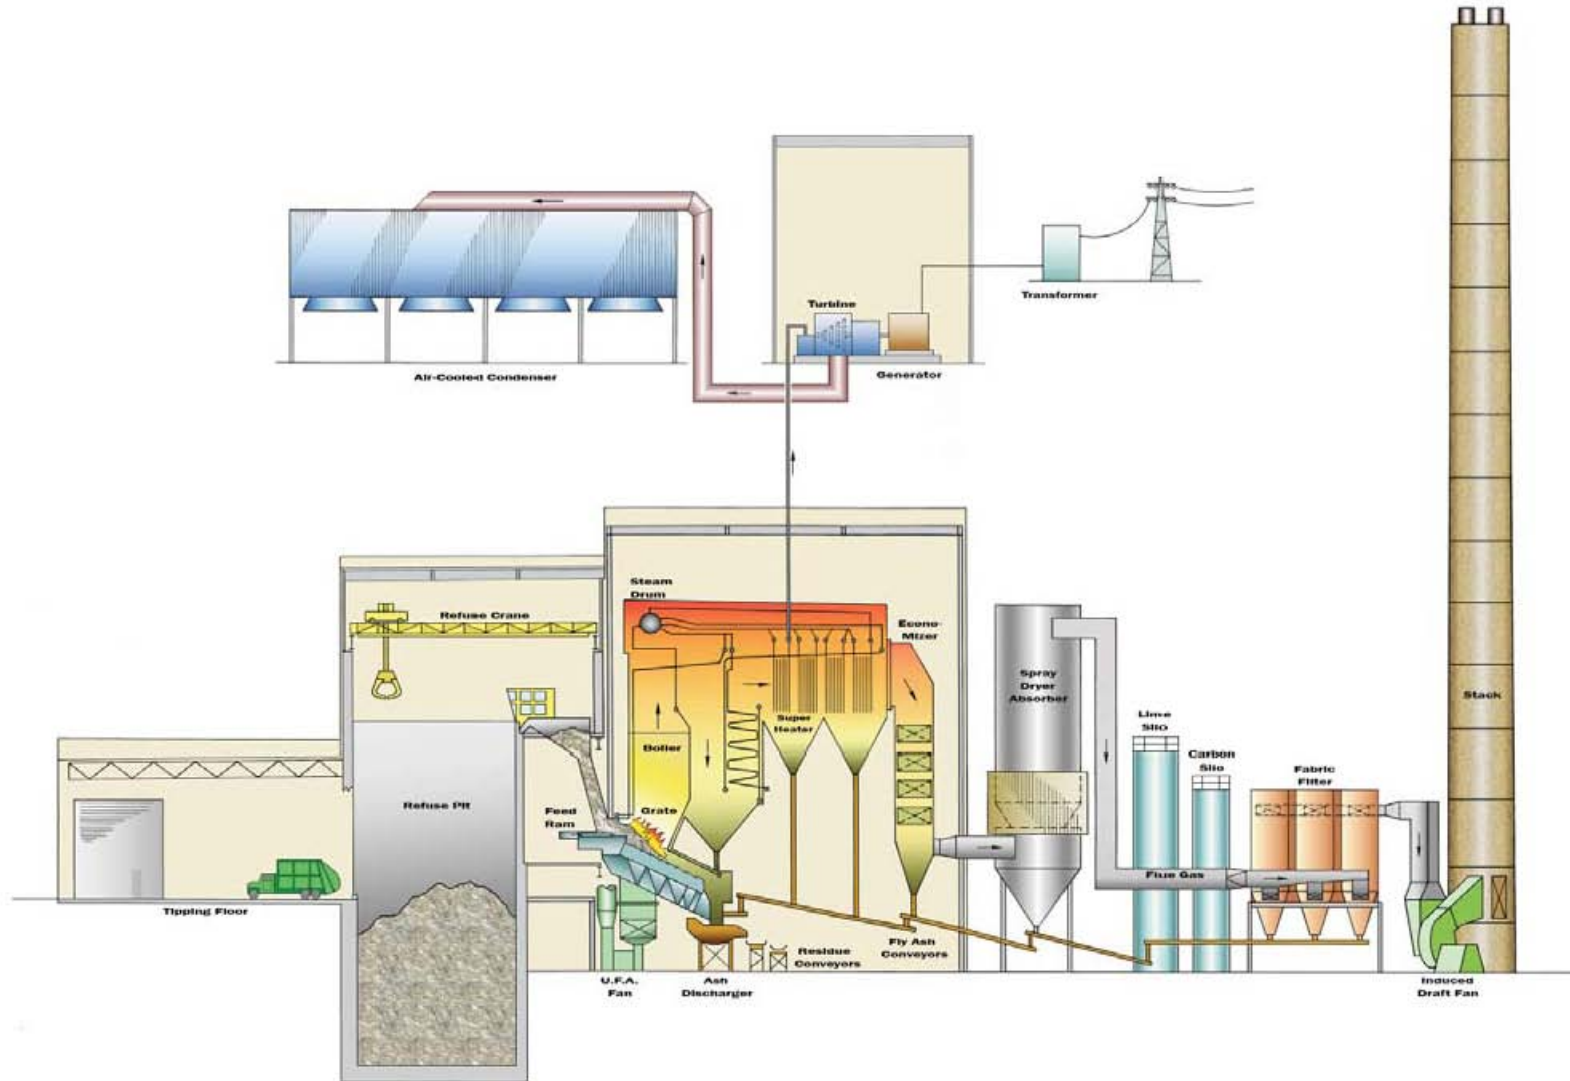 Turbine
Transformer
Generator
Air-Cooled Condenser
Steam
Drum
Refuse Crane
Econo-
Mizer
Spray
Dryer
Absorber
Stack
Lime
Silo
Super
Heater
Boiler
Carbon
Silo
Fabric
Filter
Refuse Pit
Feed
Ram
Grate
Flue Gas
Tipping Floor
Residue
Conveyors
Fly Ash
Conveyors
U.F.A.
Fan
Ash
Discharger
Induced
Draft Fan